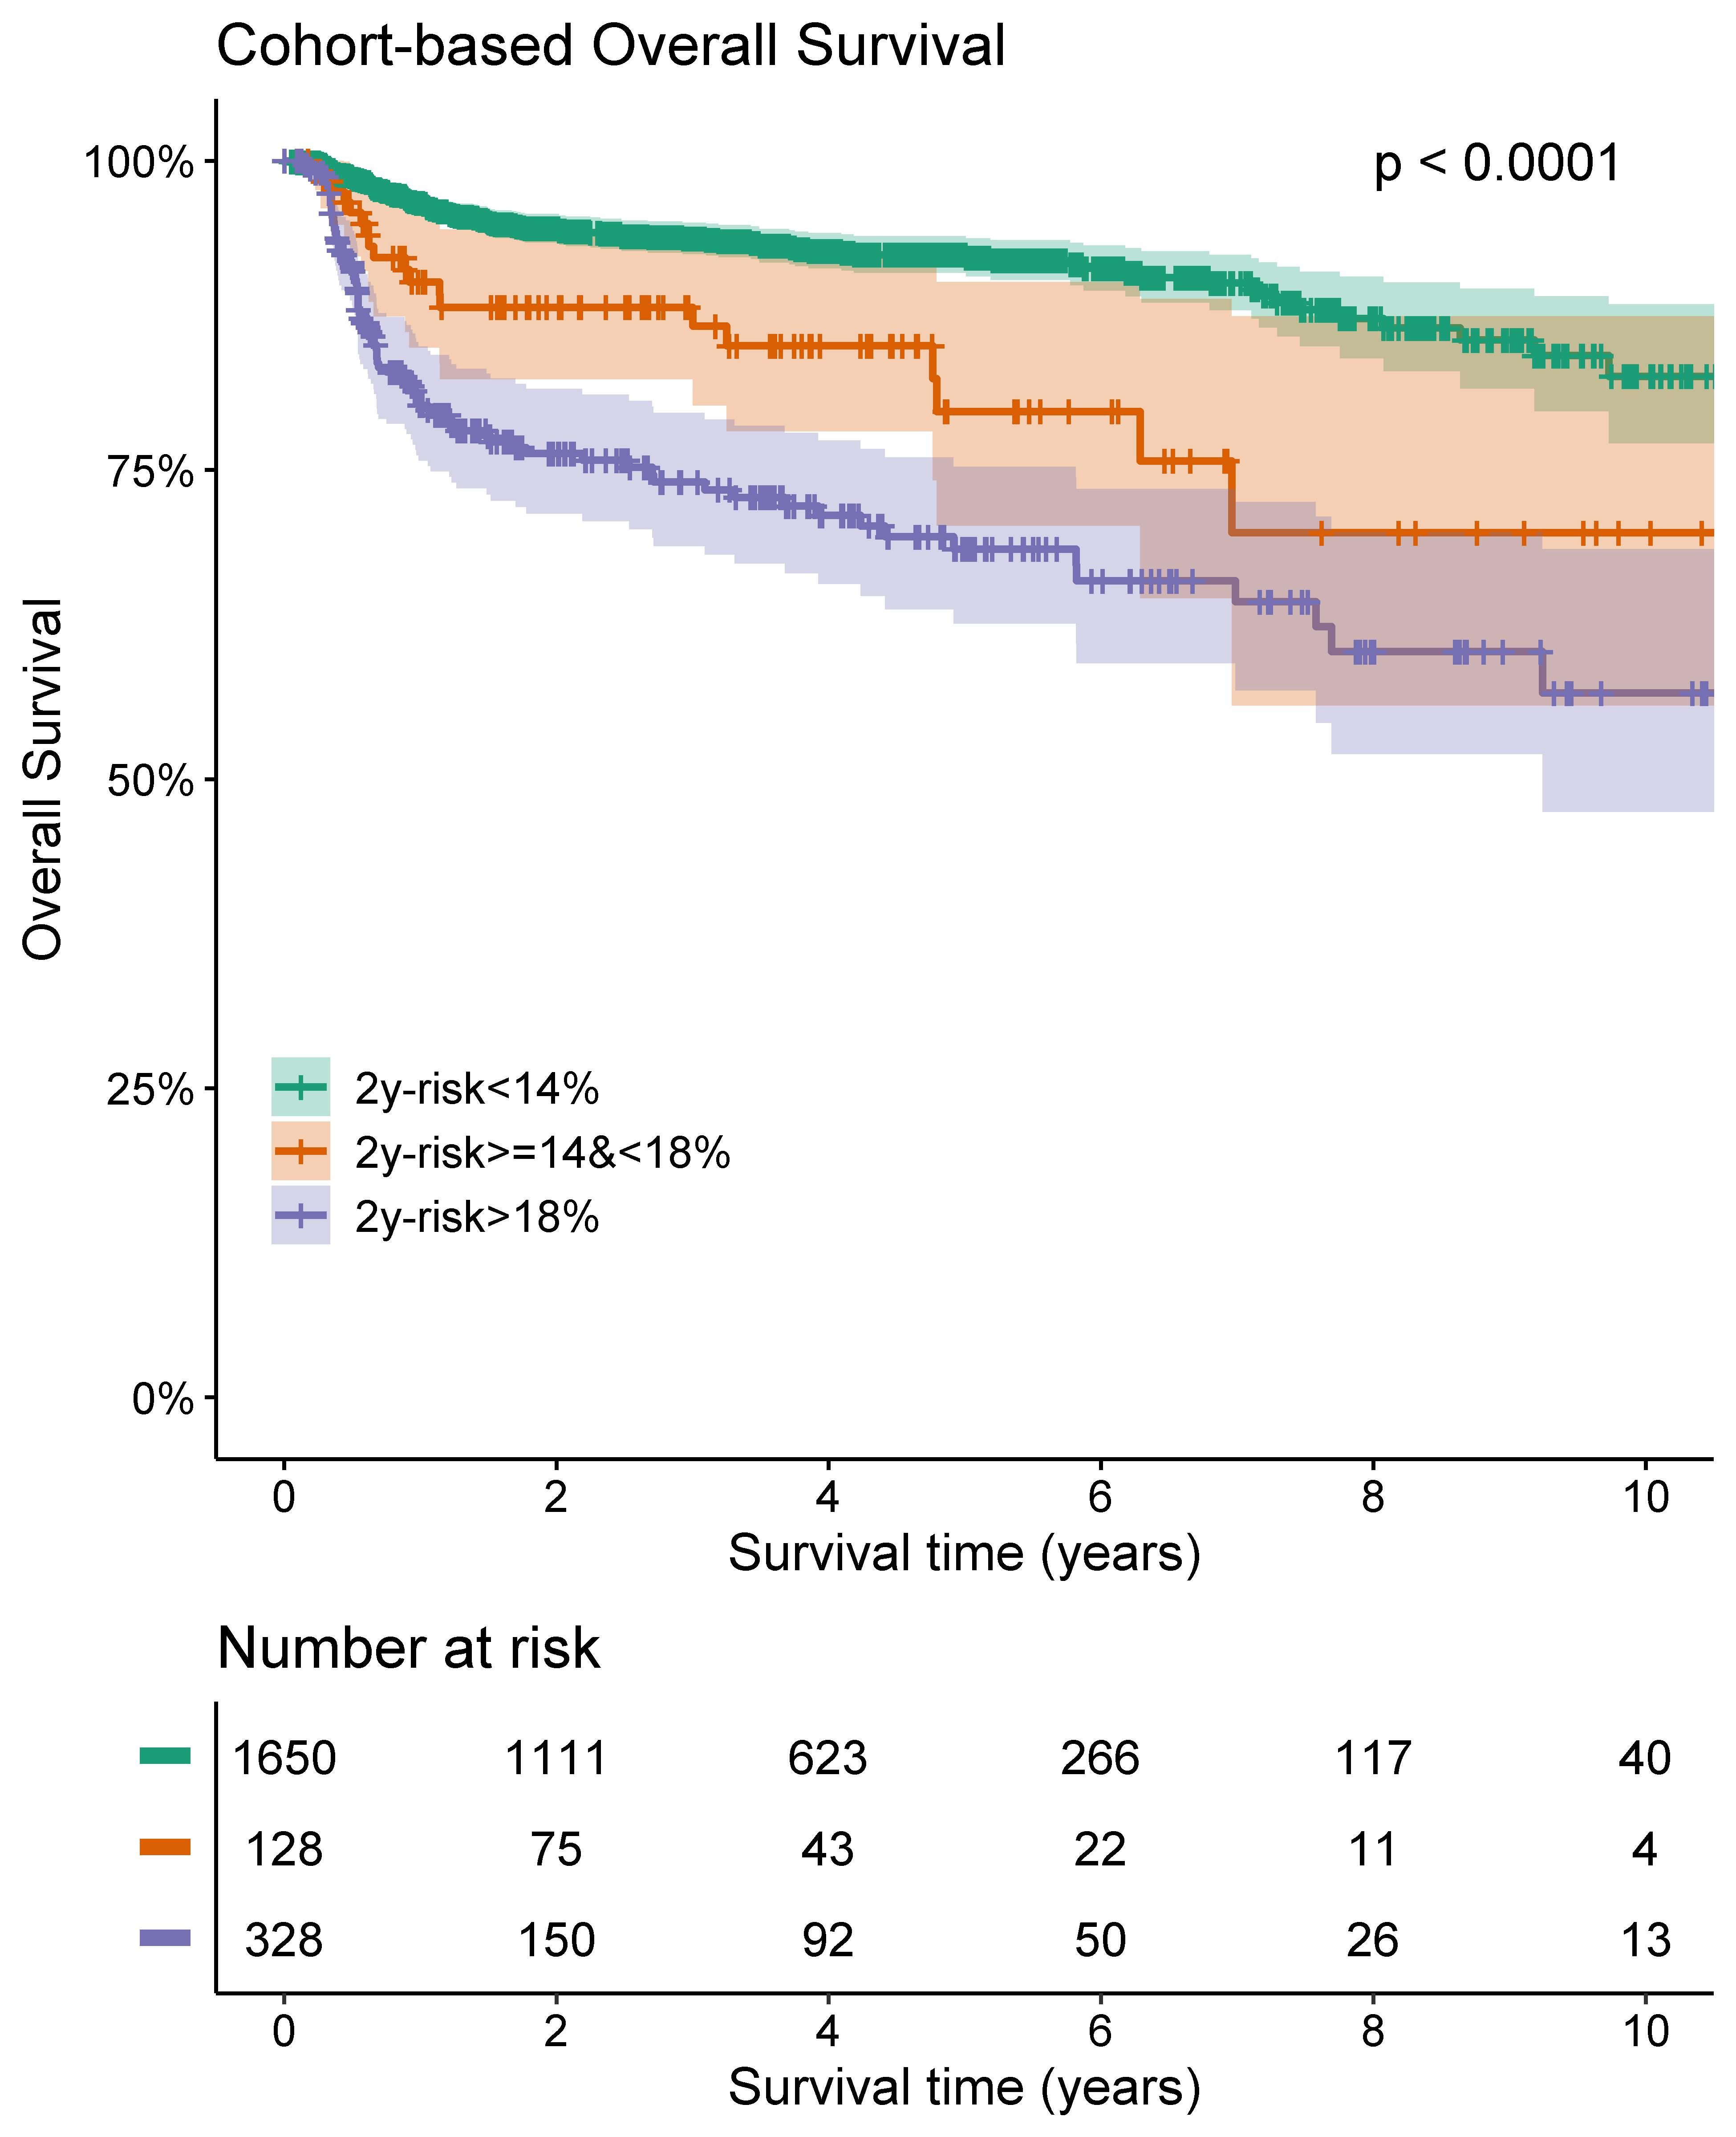 Cohort-based Overall Survival
p < 0.0001
100%
75%
50%
25%
0%
Overall Survival
2y-risk<14%
2y-risk>=14&<18%
2y-risk>18%
0 2 4 6 8 10
Survival time (years)
Number at risk
1650 1111 623 266 117 40
128 75 43 22 11 4
328 150 92 50 26 13
0 2 4 6 8 10
Survival time (years)